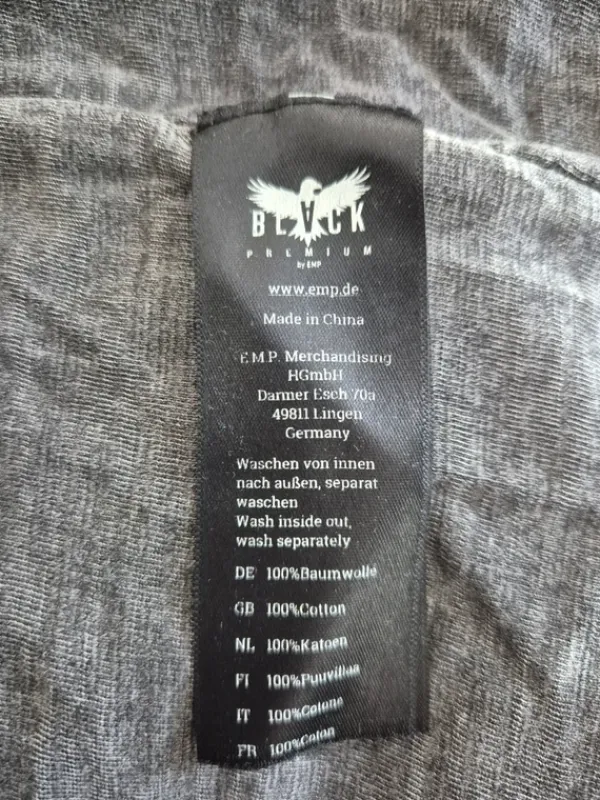 BLACK
PREMIUM
by EMP
www.emp.de
Made in China
E.M.P. Merchandising
HGmbH
Darmer Esch 70a
49811 Lingen
Germany
Waschen von innen
nach außen, separat
waschen
Wash inside out,
wash separately
DE 100%Baumwolle
GB 100%Cotton
NL 100%Katoen
FI 100%Puuvillaa
IT 100%Cotone
FR 100%Coton